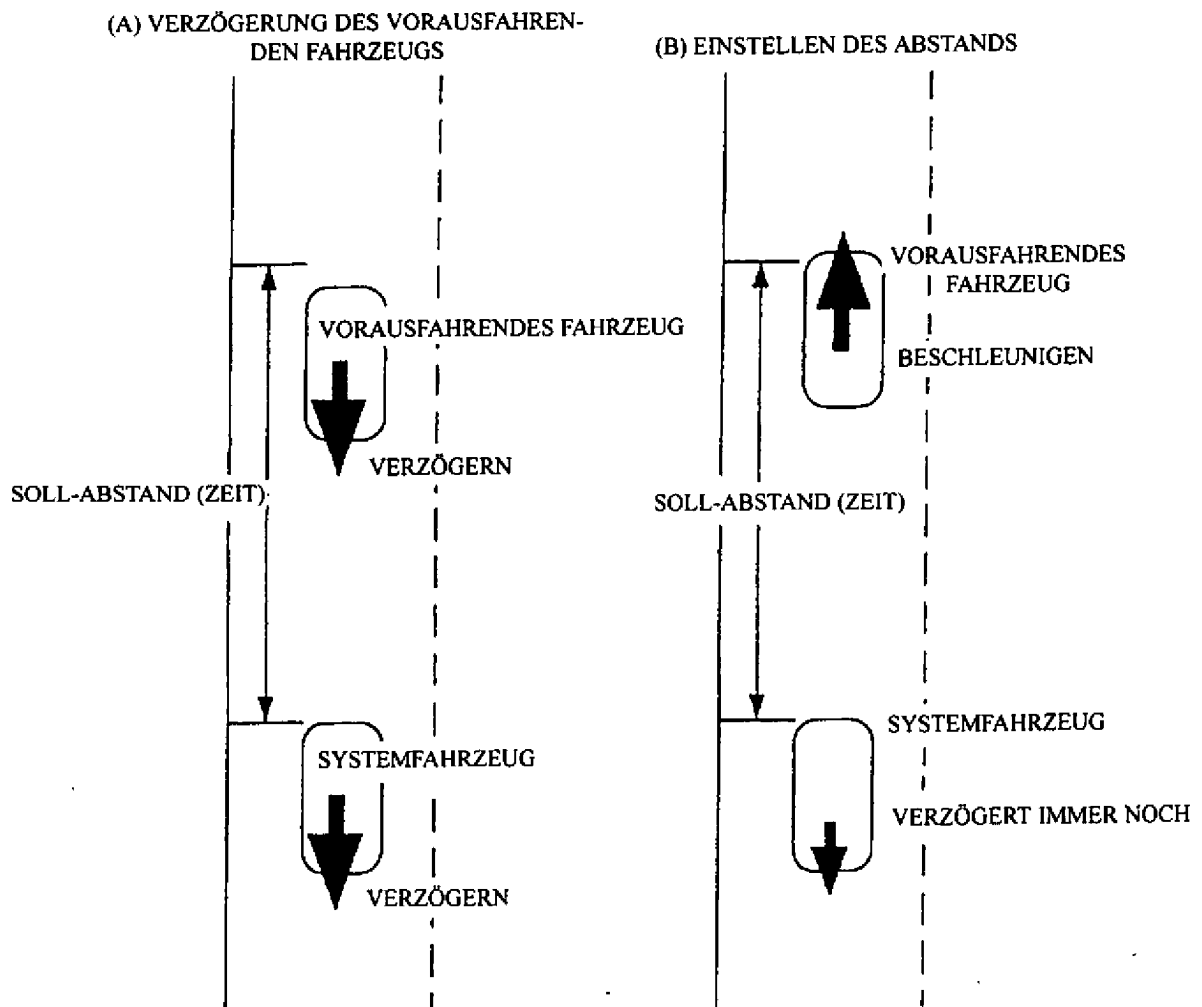 (A) VERZÖGERUNG DES VORAUSFAHREN-
DEN FAHRZEUGS
VORAUSFAHRENDES FAHRZEUG
VERZÖGERN
SOLL-ABSTAND (ZEIT)
SYSTEMFAHRZEUG
VERZÖGERN
(B) EINSTELLEN DES ABSTANDS
VORAUSFAHRENDES
FAHRZEUG
BESCHLEUNIGEN
SOLL-ABSTAND (ZEIT)
SYSTEMFAHRZEUG
VERZÖGERT IMMER NOCH